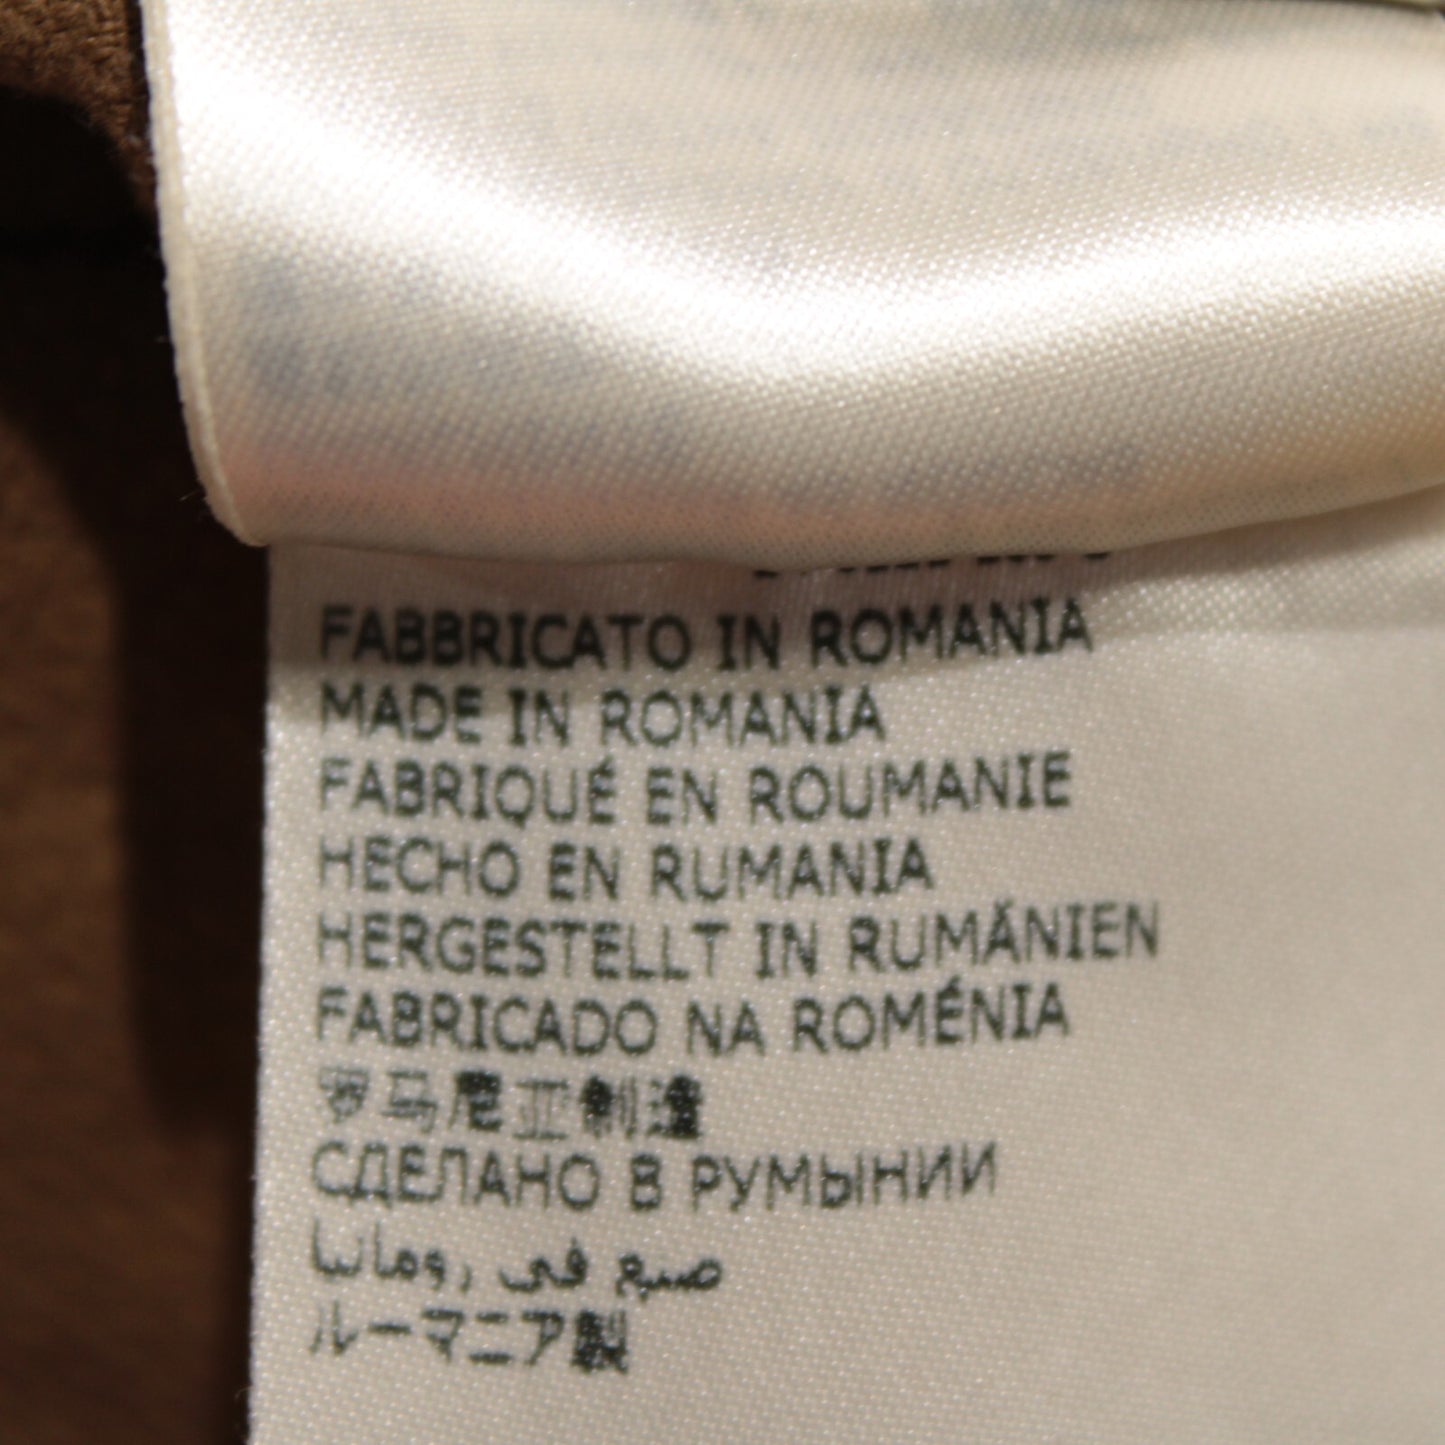 FABBRICATO IN ROMANIA
MADE IN ROMANIA
FABRIQUÉ EN ROUMANIE
HECHO EN RUMANIA
HERGESTELLT IN RUMÄNIEN
FABRICADO NA ROMÉNIA
罗马尼亚制造
СДЕЛАНО В РУМЫНИИ
صنع في رومانيا
ルーマニア製